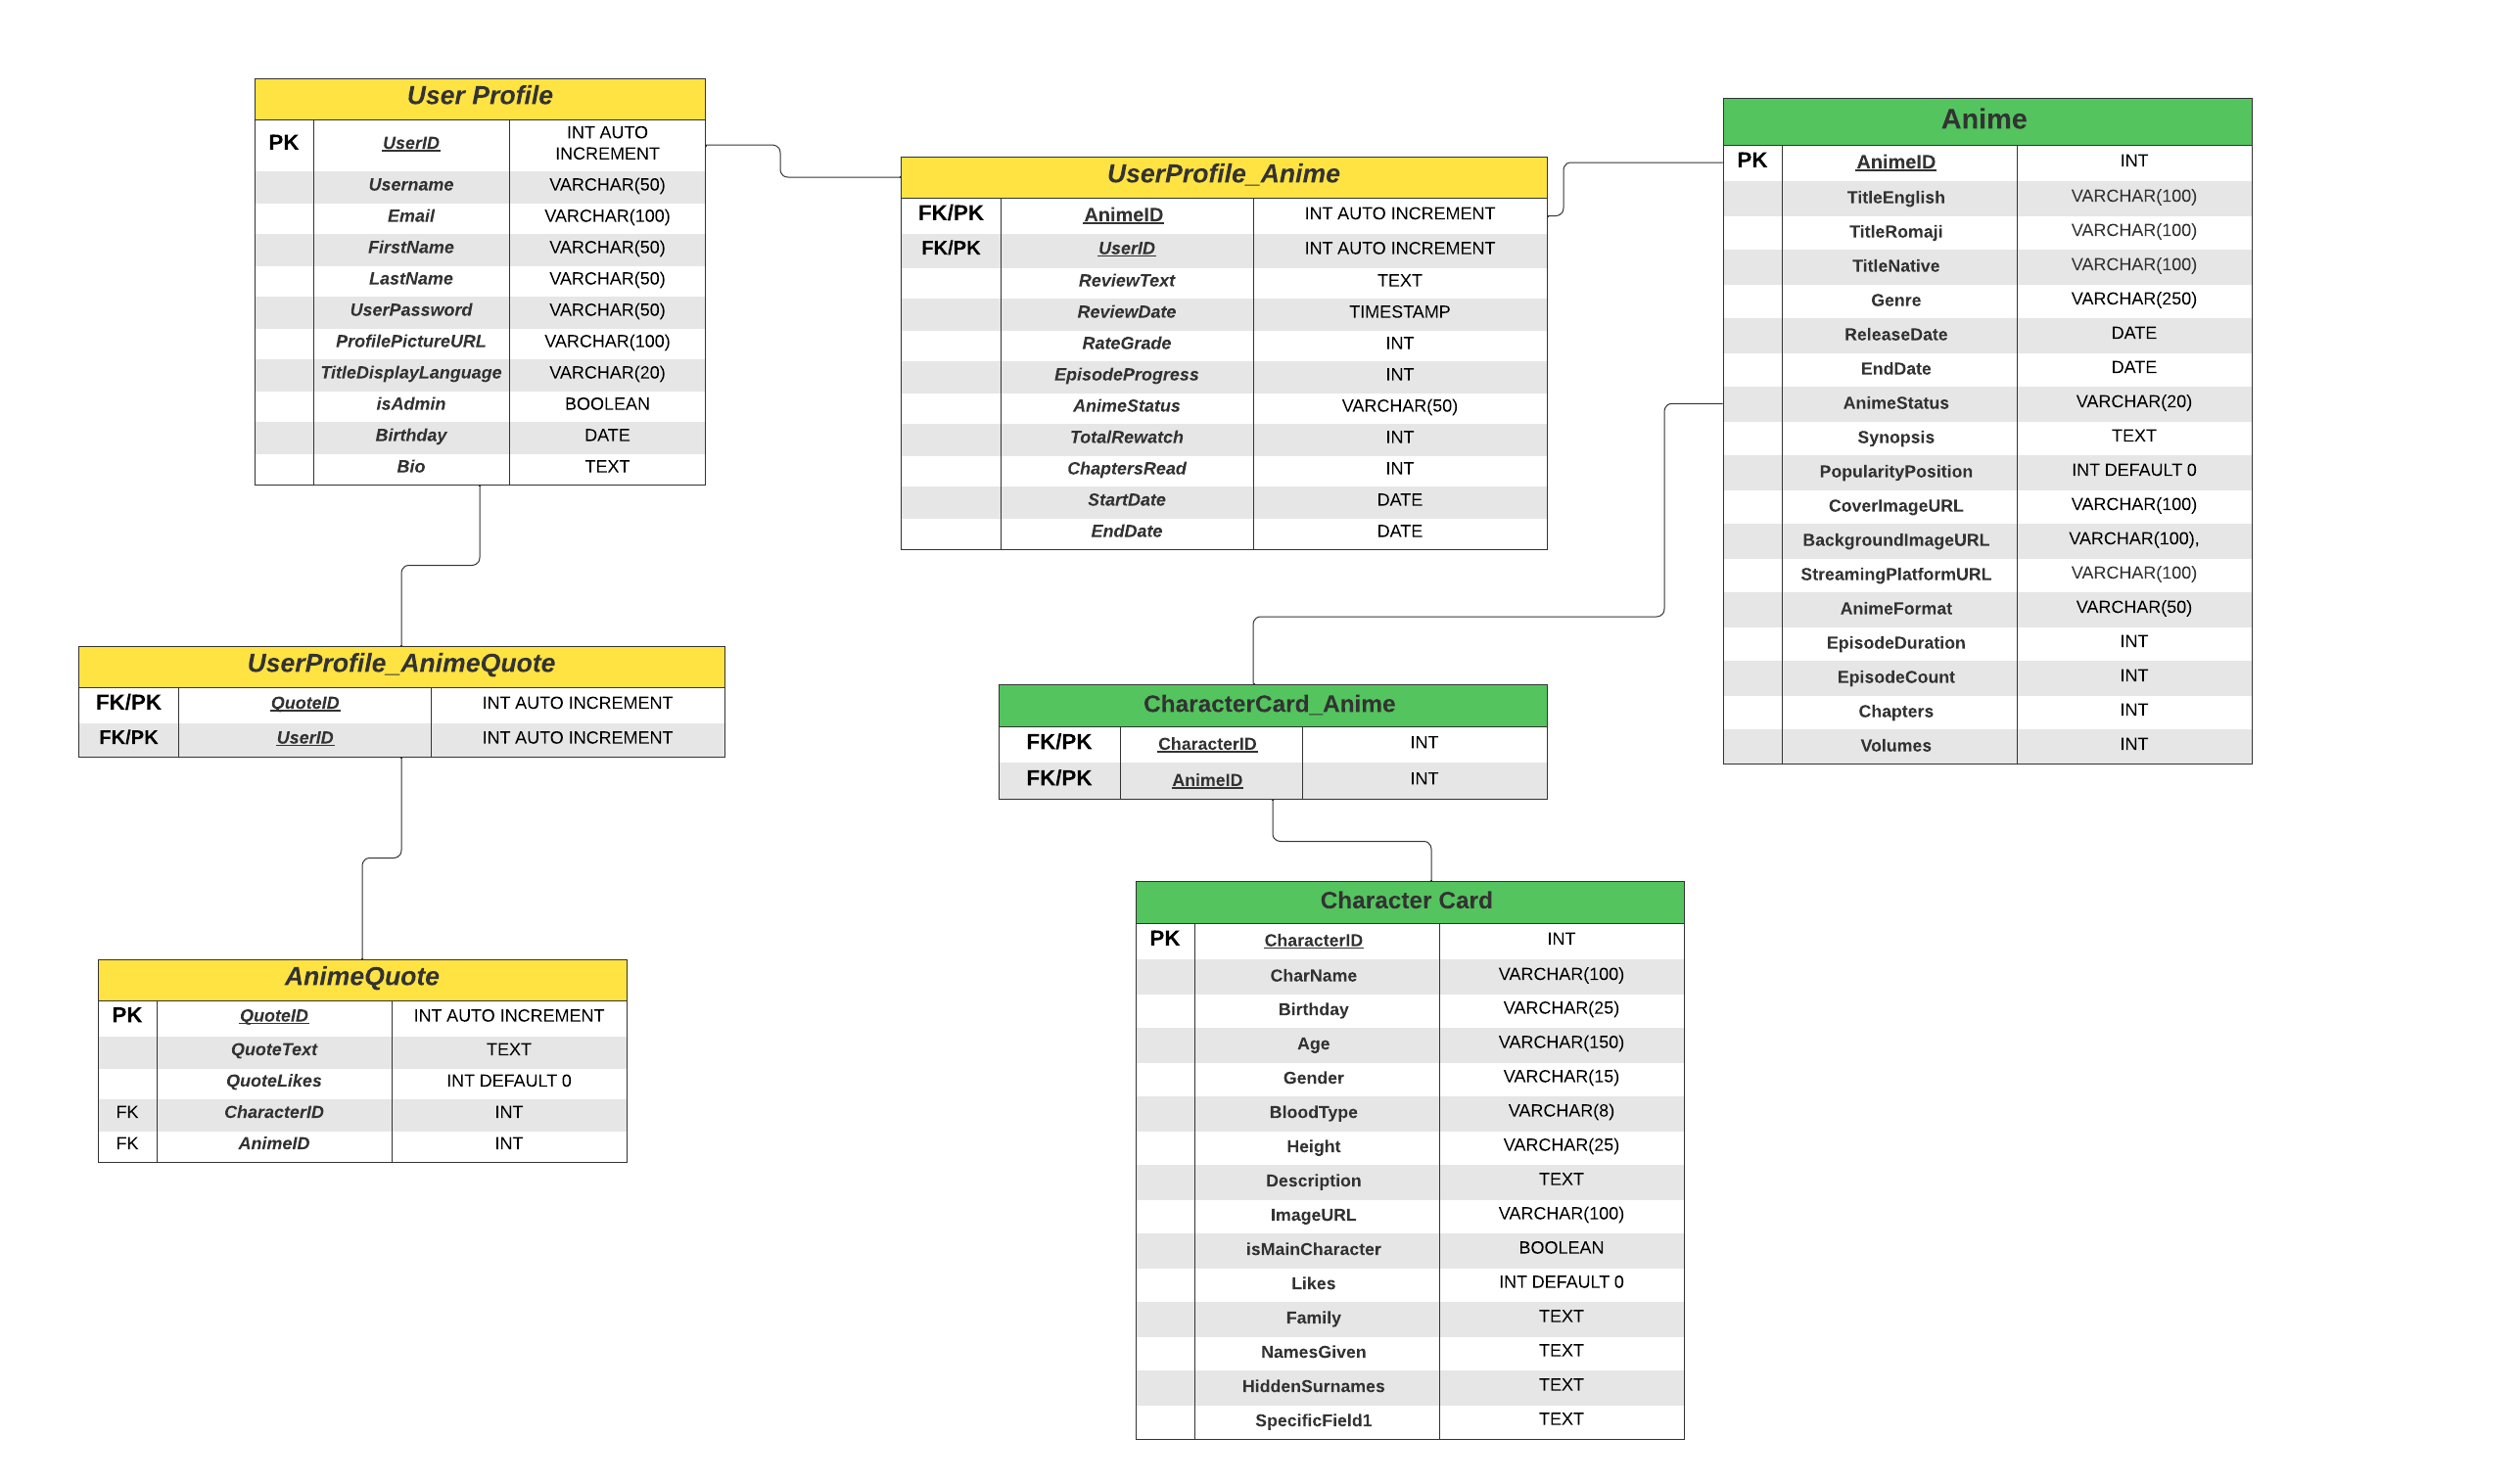 User Profile
PK UserID INT AUTO
INCREMENT
Username VARCHAR(50)
Email VARCHAR(100)
FirstName VARCHAR(50)
LastName VARCHAR(50)
UserPassword VARCHAR(50)
ProfilePictureURL VARCHAR(100)
TitleDisplayLanguage VARCHAR(20)
isAdmin BOOLEAN
Birthday DATE
Bio TEXT
UserProfile_Anime
FK/PK AnimeID INT AUTO INCREMENT
FK/PK UserID INT AUTO INCREMENT
ReviewText TEXT
ReviewDate TIMESTAMP
RateGrade INT
EpisodeProgress INT
AnimeStatus VARCHAR(50)
TotalRewatch INT
ChaptersRead INT
StartDate DATE
EndDate DATE
Anime
PK AnimeID INT
TitleEnglish VARCHAR(100)
TitleRomaji VARCHAR(100)
TitleNative VARCHAR(100)
Genre VARCHAR(250)
ReleaseDate DATE
EndDate DATE
AnimeStatus VARCHAR(20)
Synopsis TEXT
PopularityPosition INT DEFAULT 0
CoverImageURL VARCHAR(100)
BackgroundImageURL VARCHAR(100),
StreamingPlatformURL VARCHAR(100)
AnimeFormat VARCHAR(50)
EpisodeDuration INT
EpisodeCount INT
Chapters INT
Volumes INT
UserProfile_AnimeQuote
FK/PK QuoteID INT AUTO INCREMENT
FK/PK UserID INT AUTO INCREMENT
CharacterCard_Anime
FK/PK CharacterID INT
FK/PK AnimeID INT
AnimeQuote
PK QuoteID INT AUTO INCREMENT
QuoteText TEXT
QuoteLikes INT DEFAULT 0
FK CharacterID INT
FK AnimeID INT
Character Card
PK CharacterID INT
CharName VARCHAR(100)
Birthday VARCHAR(25)
Age VARCHAR(150)
Gender VARCHAR(15)
BloodType VARCHAR(8)
Height VARCHAR(25)
Description TEXT
ImageURL VARCHAR(100)
isMainCharacter BOOLEAN
Likes INT DEFAULT 0
Family TEXT
NamesGiven TEXT
HiddenSurnames TEXT
SpecificField1 TEXT